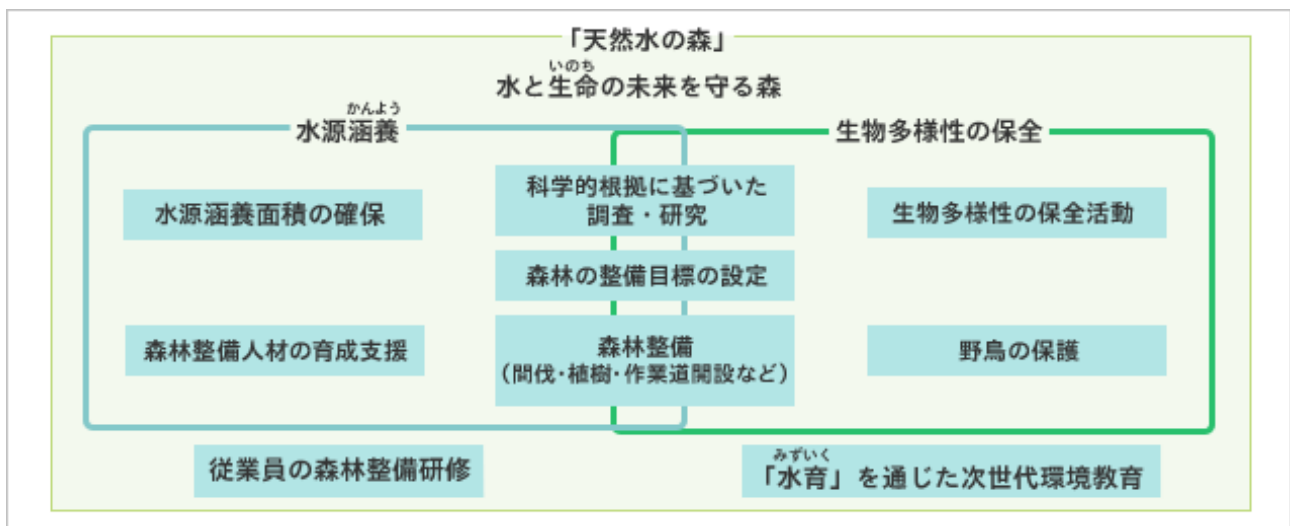 「天然水の森」
いのち
水と生命の未来を守る森
かんよう
水源涵養
生物多様性の保全
水源涵養面積の確保
科学的根拠に基づいた
調査・研究
生物多様性の保全活動
森林の整備目標の設定
森林整備人材の育成支援
森林整備
（間伐・植樹・作業道開設など）
野鳥の保護
従業員の森林整備研修
みずいく
「水育」を通じた次世代環境教育